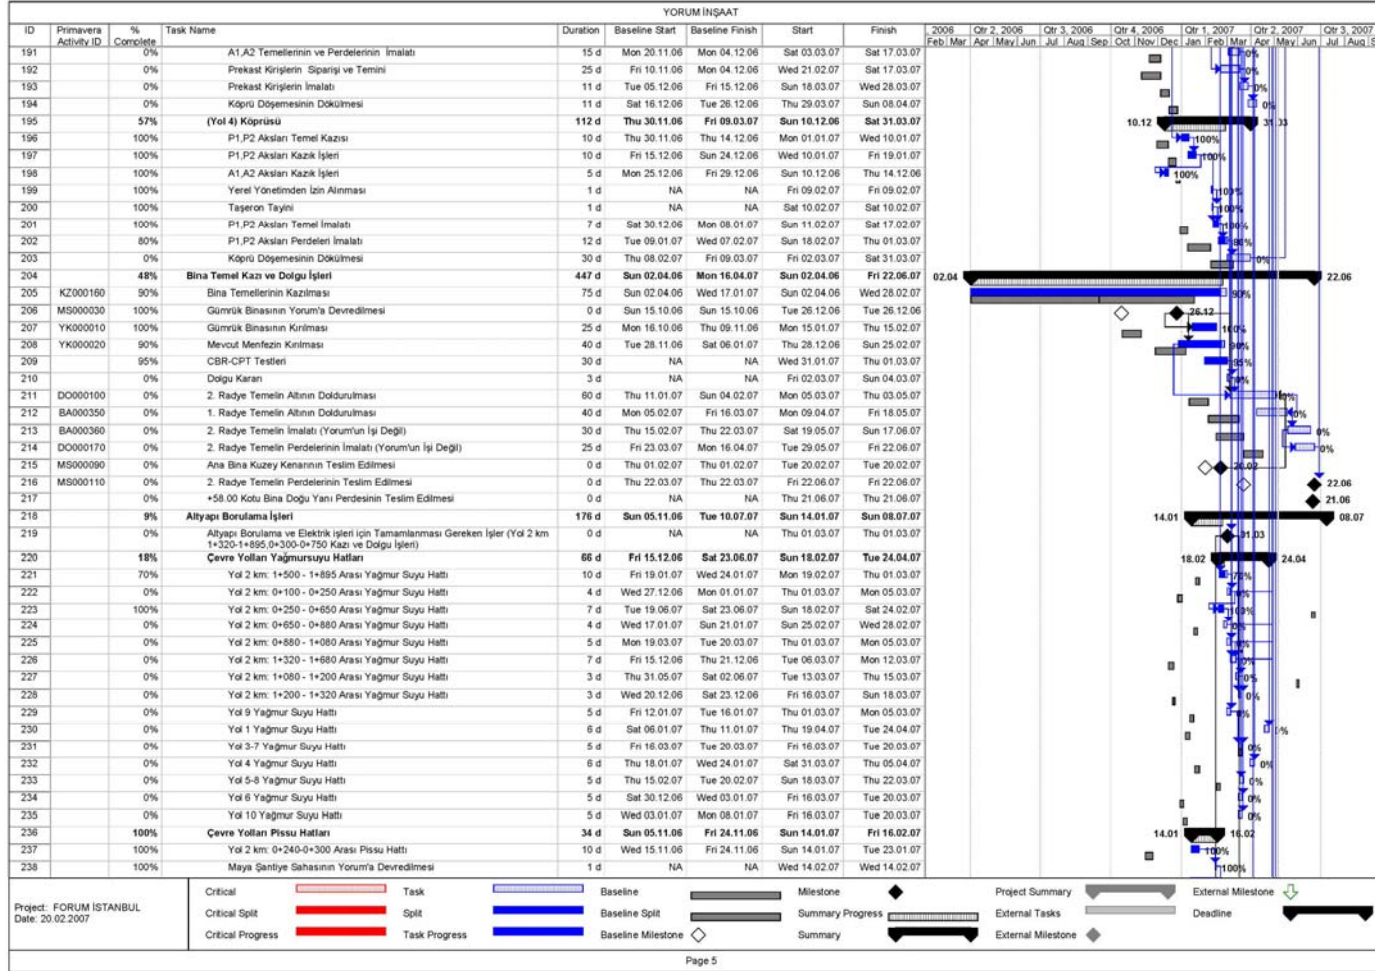 YORUM İNŞAAT
ID Primavera Activity ID % Complete Task Name Duration Baseline Start Baseline Finish Start Finish , 2006 Qtr 2, 2006 Qtr 3, 2006 Qtr 4, 2006 Qtr 1, 2007 Qtr 2, 2007 Qtr 3, 2007
Feb Mar Apr May Jun Jul Aug Sep Oct Nov Dec Jan Feb Mar Apr May Jun Jul Aug S
191 0% A1,A2 Temellerinin ve Perdelerinin İmalatı 15 d Mon 20.11.06 Mon 04.12.06 Sat 03.03.07 Sat 17.03.07 0%
192 0% Prekast Kirişlerin Siparişi ve Temini 25 d Fri 10.11.06 Mon 04.12.06 Wed 21.02.07 Sat 17.03.07 0%
193 0% Prekast Kirişlerin İmalatı 11 d Tue 05.12.06 Fri 15.12.06 Sun 18.03.07 Wed 28.03.07 0%
194 0% Köprü Döşemesinin Dökülmesi 11 d Sat 16.12.06 Tue 26.12.06 Thu 29.03.07 Sun 08.04.07 0%
195 57% (Yol 4) Köprüsü 112 d Thu 30.11.06 Fri 09.03.07 Sun 10.12.06 Sat 31.03.07 10.12 31.03
196 100% P1,P2 Aksları Temel Kazısı 10 d Thu 30.11.06 Thu 14.12.06 Mon 01.01.07 Wed 10.01.07 100%
197 100% P1,P2 Aksları Kazık İşleri 10 d Fri 15.12.06 Sun 24.12.06 Wed 10.01.07 Fri 19.01.07 100%
198 100% A1,A2 Aksları Kazık İşleri 5 d Mon 25.12.06 Fri 29.12.06 Sun 10.12.06 Thu 14.12.06 100%
199 100% Yerel Yönetimden İzin Alınması 1 d NA NA Fri 09.02.07 Fri 09.02.07 100%
200 100% Taşeron Tayini 1 d NA NA Sat 10.02.07 Sat 10.02.07 100%
201 100% P1,P2 Aksları Temel İmalatı 7 d Sat 30.12.06 Mon 08.01.07 Sun 11.02.07 Sat 17.02.07 100%
202 80% P1,P2 Aksları Perdeleri İmalatı 12 d Tue 09.01.07 Wed 07.02.07 Sun 18.02.07 Thu 01.03.07 80%
203 0% Köprü Döşemesinin Dökülmesi 30 d Thu 08.02.07 Fri 09.03.07 Fri 02.03.07 Sat 31.03.07 0%
204 48% Bina Temel Kazı ve Dolgu İşleri 447 d Sun 02.04.06 Mon 16.04.07 Sun 02.04.06 Fri 22.06.07 02.04 22.06
205 KZ000160 90% Bina Temellerinin Kazılması 75 d Sun 02.04.06 Wed 17.01.07 Sun 02.04.06 Wed 28.02.07 90%
206 MS000030 100% Gümrük Binasının Yorum'a Devredilmesi 0 d Sun 15.10.06 Sun 15.10.06 Tue 26.12.06 Tue 26.12.06 26.12
207 YK000010 100% Gümrük Binasının Kırılması 25 d Mon 16.10.06 Thu 09.11.06 Mon 15.01.07 Thu 15.02.07 100%
208 YK000020 90% Mevcut Menfezin Kırılması 40 d Tue 28.11.06 Sat 06.01.07 Thu 28.12.06 Sun 25.02.07 90%
209 95% CBR-CPT Testleri 30 d NA NA Wed 31.01.07 Thu 01.03.07 95%
210 0% Dolgu Kararı 3 d NA NA Fri 02.03.07 Sun 04.03.07 0%
211 DO000100 0% 2. Radye Temelin Altının Doldurulması 60 d Thu 11.01.07 Sun 04.02.07 Mon 05.03.07 Thu 03.05.07 0%
212 BA000350 0% 1. Radye Temelin Altının Doldurulması 40 d Mon 05.02.07 Fri 16.03.07 Mon 09.04.07 Fri 18.05.07 0%
213 BA000360 0% 2. Radye Temelin İmalatı (Yorum'un İşi Değil) 30 d Thu 15.02.07 Thu 22.03.07 Sat 19.05.07 Sun 17.06.07 0%
214 DO000170 0% 2. Radye Temelin Perdelerinin İmalatı (Yorum'un İşi Değil) 25 d Fri 23.03.07 Mon 16.04.07 Tue 29.05.07 Fri 22.06.07 0%
215 MS000090 0% Ana Bina Kuzey Kenarının Teslim Edilmesi 0 d Thu 01.02.07 Thu 01.02.07 Tue 20.02.07 Tue 20.02.07 20.02
216 MS000110 0% 2. Radye Temelin Perdelerinin Teslim Edilmesi 0 d Thu 22.03.07 Thu 22.03.07 Fri 22.06.07 Fri 22.06.07 22.06
217 0% +58.00 Kotu Bina Doğu Yanı Perdesinin Teslim Edilmesi 0 d NA NA Thu 21.06.07 Thu 21.06.07 21.06
218 9% Altyapı Borulama İşleri 176 d Sun 05.11.06 Tue 10.07.07 Sun 14.01.07 Sun 08.07.07 14.01 08.07
219 0% Altyapı Borulama ve Elektrik işleri için Tamamlanması Gereken İşler (Yol 2 km 0 d NA NA Thu 01.03.07 Thu 01.03.07 01.03
1+320-1+895,0+300-0+750 Kazı ve Dolgu İşleri)
220 18% Çevre Yolları Yağmursuyu Hatları 66 d Fri 15.12.06 Sat 23.06.07 Sun 18.02.07 Tue 24.04.07 18.02 24.04
221 70% Yol 2 km: 1+500 - 1+895 Arası Yağmur Suyu Hattı 10 d Fri 19.01.07 Wed 24.01.07 Mon 19.02.07 Thu 01.03.07 70%
222 0% Yol 2 km: 0+100 - 0+250 Arası Yağmur Suyu Hattı 4 d Wed 27.12.06 Mon 01.01.07 Thu 01.03.07 Mon 05.03.07 0%
223 100% Yol 2 km: 0+250 - 0+650 Arası Yağmur Suyu Hattı 7 d Tue 19.06.07 Sat 23.06.07 Sun 18.02.07 Sat 24.02.07 100%
224 0% Yol 2 km: 0+650 - 0+880 Arası Yağmur Suyu Hattı 4 d Wed 17.01.07 Sun 21.01.07 Sun 25.02.07 Wed 28.02.07 0%
225 0% Yol 2 km: 0+880 - 1+080 Arası Yağmur Suyu Hattı 5 d Mon 19.03.07 Tue 20.03.07 Thu 01.03.07 Mon 05.03.07 0%
226 0% Yol 2 km: 1+320 - 1+680 Arası Yağmur Suyu Hattı 7 d Fri 15.12.06 Thu 21.12.06 Tue 06.03.07 Mon 12.03.07 0%
227 0% Yol 2 km: 1+080 - 1+200 Arası Yağmur Suyu Hattı 3 d Thu 31.05.07 Sat 02.06.07 Tue 13.03.07 Thu 15.03.07 0%
228 0% Yol 2 km: 1+200 - 1+320 Arası Yağmur Suyu Hattı 3 d Wed 20.12.06 Sat 23.12.06 Fri 16.03.07 Sun 18.03.07 0%
229 0% Yol 9 Yağmur Suyu Hattı 5 d Fri 12.01.07 Tue 16.01.07 Thu 01.03.07 Mon 05.03.07 0%
230 0% Yol 1 Yağmur Suyu Hattı 6 d Sat 06.01.07 Thu 11.01.07 Thu 19.04.07 Tue 24.04.07 0%
231 0% Yol 3-7 Yağmur Suyu Hattı 5 d Fri 16.03.07 Tue 20.03.07 Fri 16.03.07 Tue 20.03.07 0%
232 0% Yol 4 Yağmur Suyu Hattı 6 d Thu 18.01.07 Wed 24.01.07 Sat 31.03.07 Thu 05.04.07 0%
233 0% Yol 5-8 Yağmur Suyu Hattı 5 d Thu 15.02.07 Tue 20.02.07 Sun 18.03.07 Thu 22.03.07 0%
234 0% Yol 6 Yağmur Suyu Hattı 5 d Sat 30.12.06 Wed 03.01.07 Fri 16.03.07 Tue 20.03.07 0%
235 0% Yol 10 Yağmur Suyu Hattı 5 d Wed 03.01.07 Mon 08.01.07 Fri 16.03.07 Tue 20.03.07 0%
236 100% Çevre Yolları Pissu Hatları 34 d Sun 05.11.06 Fri 24.11.06 Sun 14.01.07 Fri 16.02.07 14.01 16.02
237 100% Yol 2 km: 0+240-0+300 Arası Pissu Hattı 10 d Wed 15.11.06 Fri 24.11.06 Sun 14.01.07 Tue 23.01.07 100%
238 100% Maya Şantiye Sahasının Yorum'a Devredilmesi 1 d NA NA Wed 14.02.07 Wed 14.02.07 100%
Project: FORUM İSTANBUL
Date: 20.02.2007
Critical Task Baseline Milestone Project Summary External Milestone
Critical Split Split Baseline Split Summary Progress External Tasks Deadline
Critical Progress Task Progress Baseline Milestone Summary External Milestone
Page 5